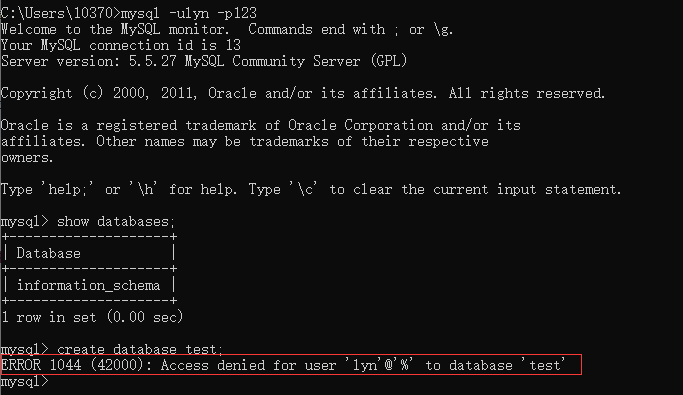 C:\Users\10370>mysql -ulyn -p123
Welcome to the MySQL monitor.  Commands end with ; or \g.
Your MySQL connection id is 13
Server version: 5.5.27 MySQL Community Server (GPL)
Copyright (c) 2000, 2011, Oracle and/or its affiliates. All rights reserved.
Oracle is a registered trademark of Oracle Corporation and/or its
affiliates. Other names may be trademarks of their respective
owners.
Type 'help;' or '\h' for help. Type '\c' to clear the current input statement.
mysql> show databases;
+--------------------+
| Database           |
+--------------------+
| information_schema |
+--------------------+
1 row in set (0.00 sec)
mysql> create database test;
ERROR 1044 (42000): Access denied for user 'lyn'@'%' to database 'test'
mysql>